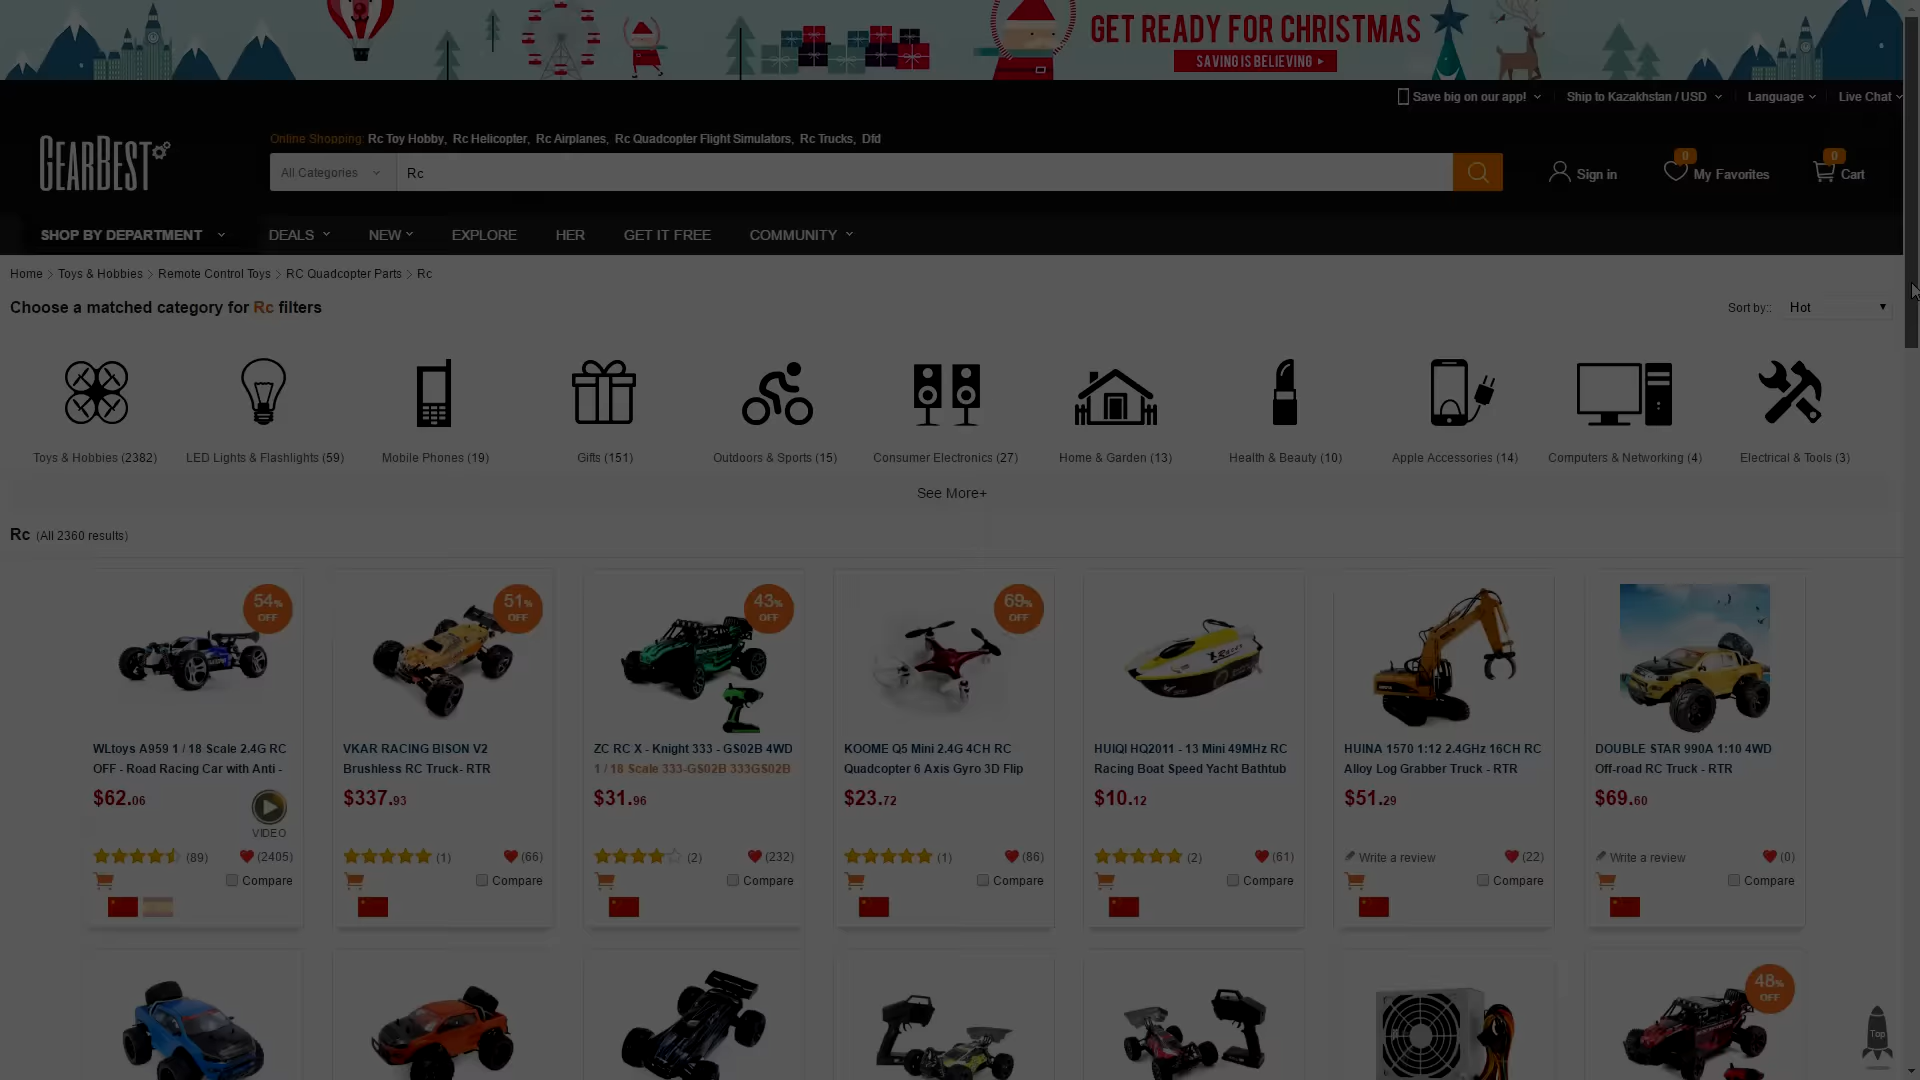 GET READY FOR CHRISTMAS
SAVING IS BELIEVING
Save big on our app!
Ship to Kazakhstan / USD
Language
Live Chat
GEARBEST
Online Shopping: Rc Toy Hobby, Rc Helicopter, Rc Airplanes, Rc Quadcopter Flight Simulators, Rc Trucks, Dfd
All Categories
Rc
Sign in
0
My Favorites
0
Cart
SHOP BY DEPARTMENT
DEALS
NEW
EXPLORE
HER
GET IT FREE
COMMUNITY
Home > Toys & Hobbies > Remote Control Toys > RC Quadcopter Parts > Rc
Choose a matched category for Rc filters
Sort by::
Hot
Toys & Hobbies (2382)
LED Lights & Flashlights (59)
Mobile Phones (19)
Gifts (151)
Outdoors & Sports (15)
Consumer Electronics (27)
Home & Garden (13)
Health & Beauty (10)
Apple Accessories (14)
Computers & Networking (4)
Electrical & Tools (3)
See More+
Rc (All 2360 results)
54% OFF
WLtoys A959 1 / 18 Scale 2.4G RC
OFF - Road Racing Car with Anti -
$62.06
VIDEO
(89)
(2405)
Compare
51% OFF
VKAR RACING BISON V2
Brushless RC Truck- RTR
$337.93
(1)
(66)
Compare
43% OFF
ZC RC X - Knight 333 - GS02B 4WD
1 / 18 Scale 333-GS02B 333GS02B
$31.96
(2)
(232)
Compare
69% OFF
KOOME Q5 Mini 2.4G 4CH RC
Quadcopter 6 Axis Gyro 3D Flip
$23.72
(1)
(86)
Compare
HUIQI HQ2011 - 13 Mini 49MHz RC
Racing Boat Speed Yacht Bathtub
$10.12
(2)
(61)
Compare
HUINA 1570 1:12 2.4GHz 16CH RC
Alloy Log Grabber Truck - RTR
$51.29
Write a review
(22)
Compare
DOUBLE STAR 990A 1:10 4WD
Off-road RC Truck - RTR
$69.60
Write a review
(0)
Compare
48% OFF
Top